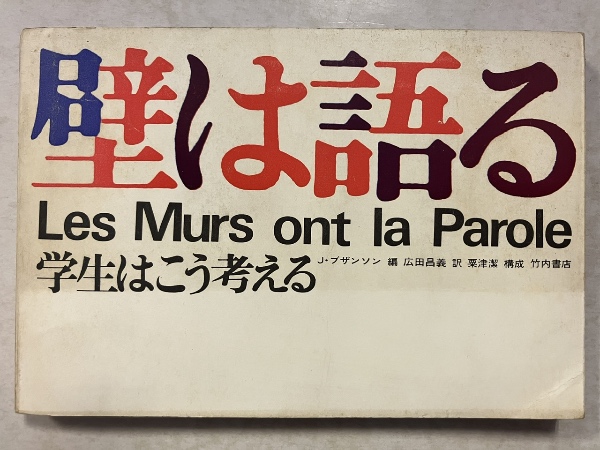 壁は語る
Les Murs ont la Parole
学生はこう考える
J・ブザンソン 編 広田昌義 訳 粟津潔 構成 竹内書店